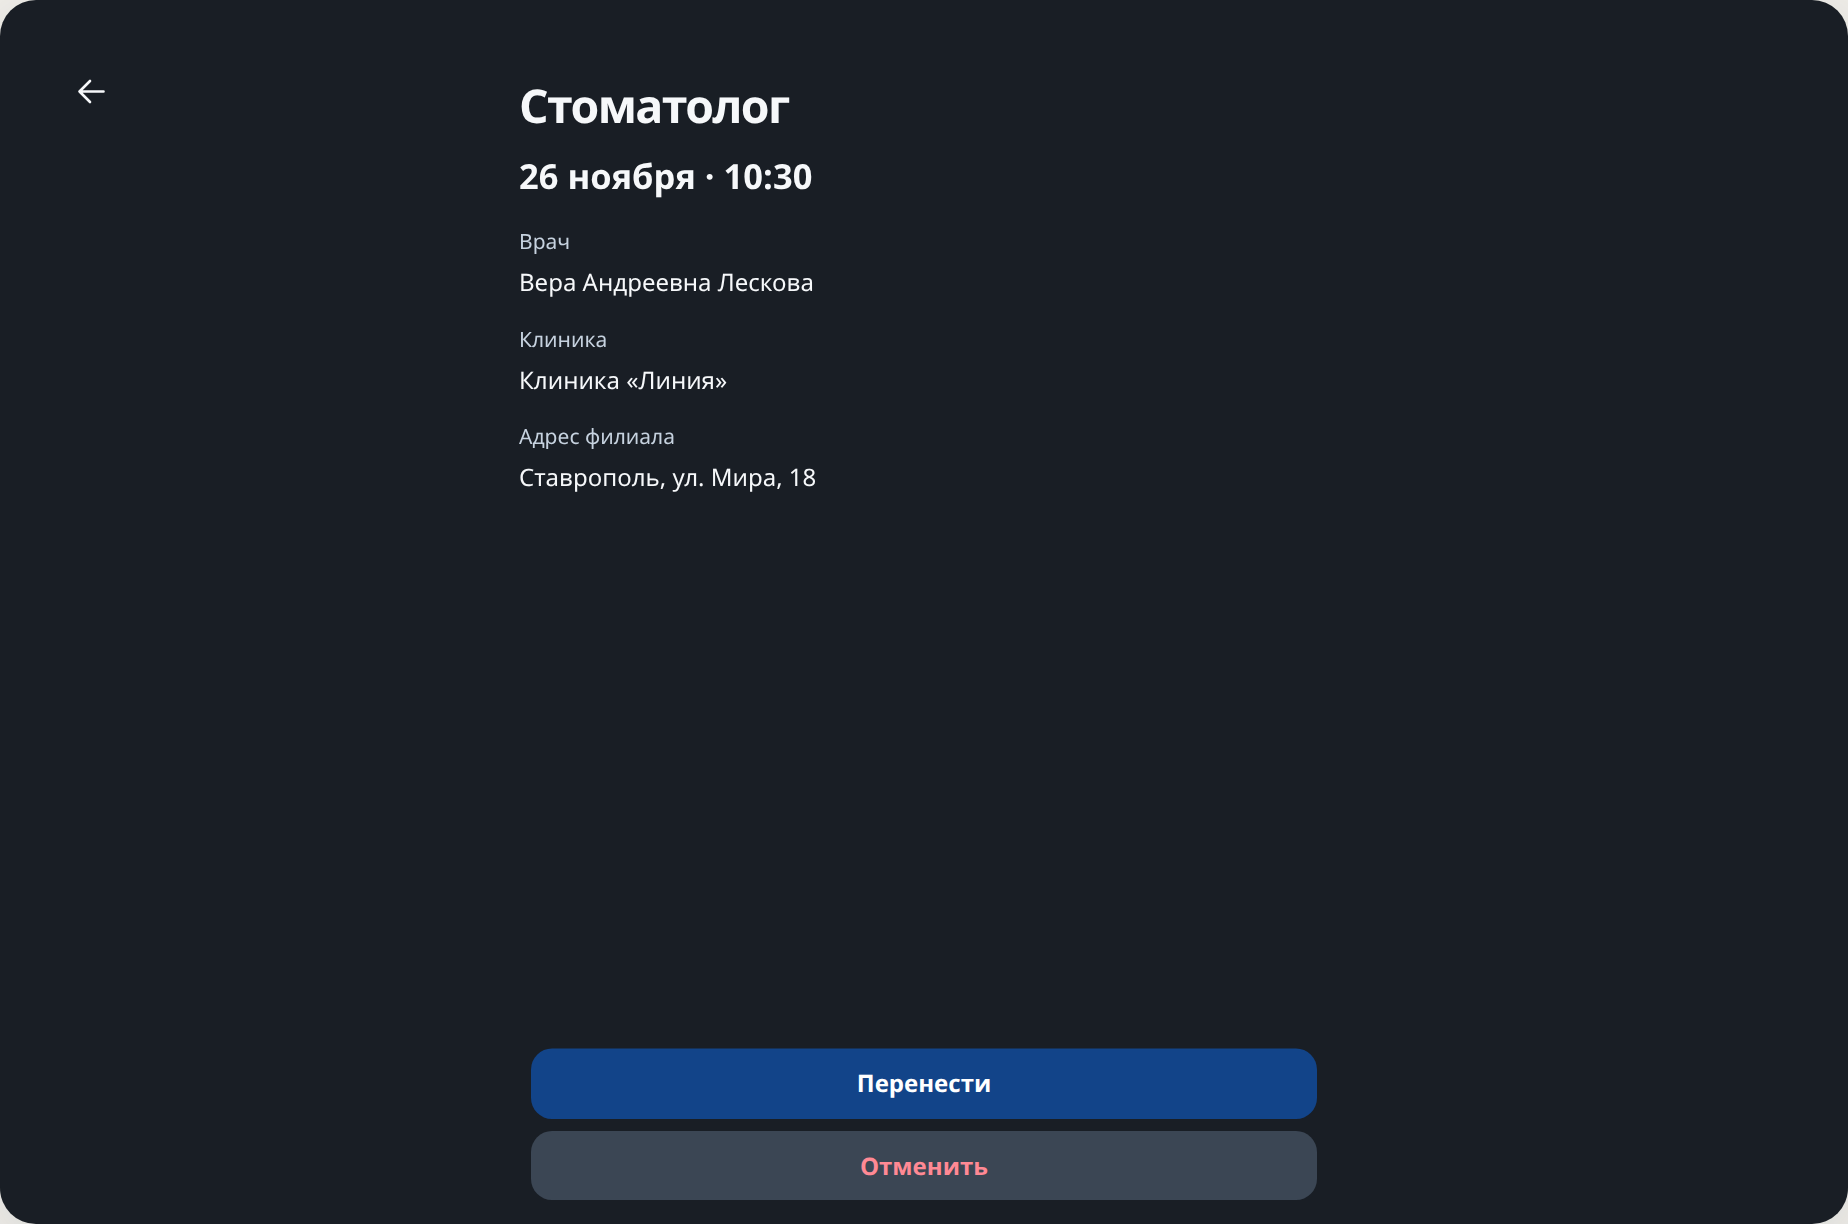 Стоматолог
26 ноября · 10:30
Врач
Вера Андреевна Лескова
Клиника
Клиника «Линия»
Адрес филиала
Ставрополь, ул. Мира, 18
Перенести
Отменить